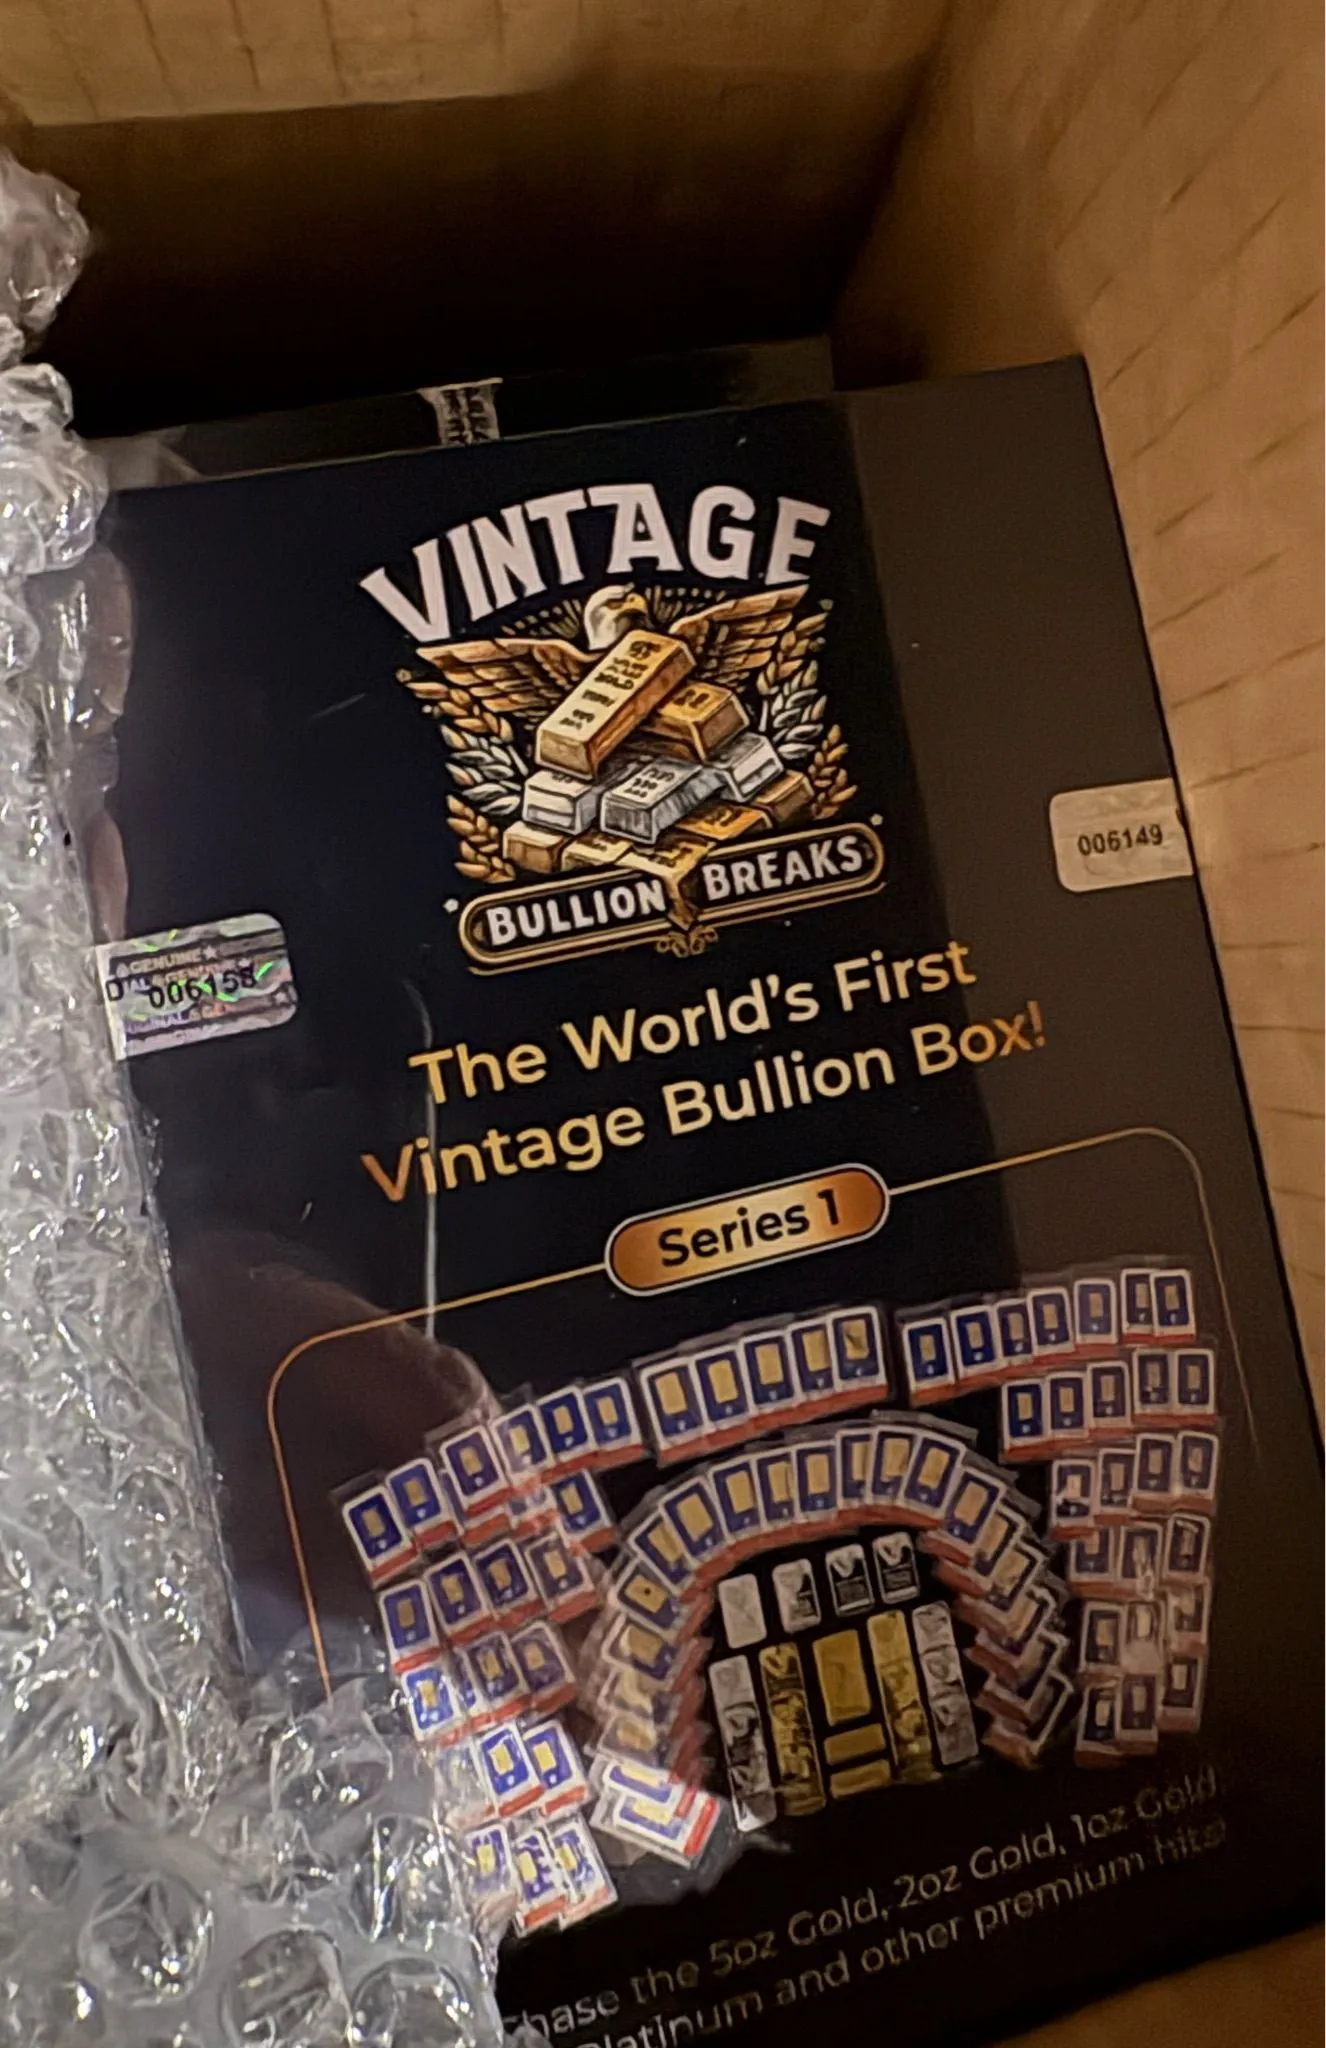 VINTAGE
BULLION BREAKS
006149
GENUINE
006158
The World's First
Vintage Bullion Box!
Series 1
the 5oz Gold, 2oz Gold, 1oz Gold,
Platinum and other premium hits!